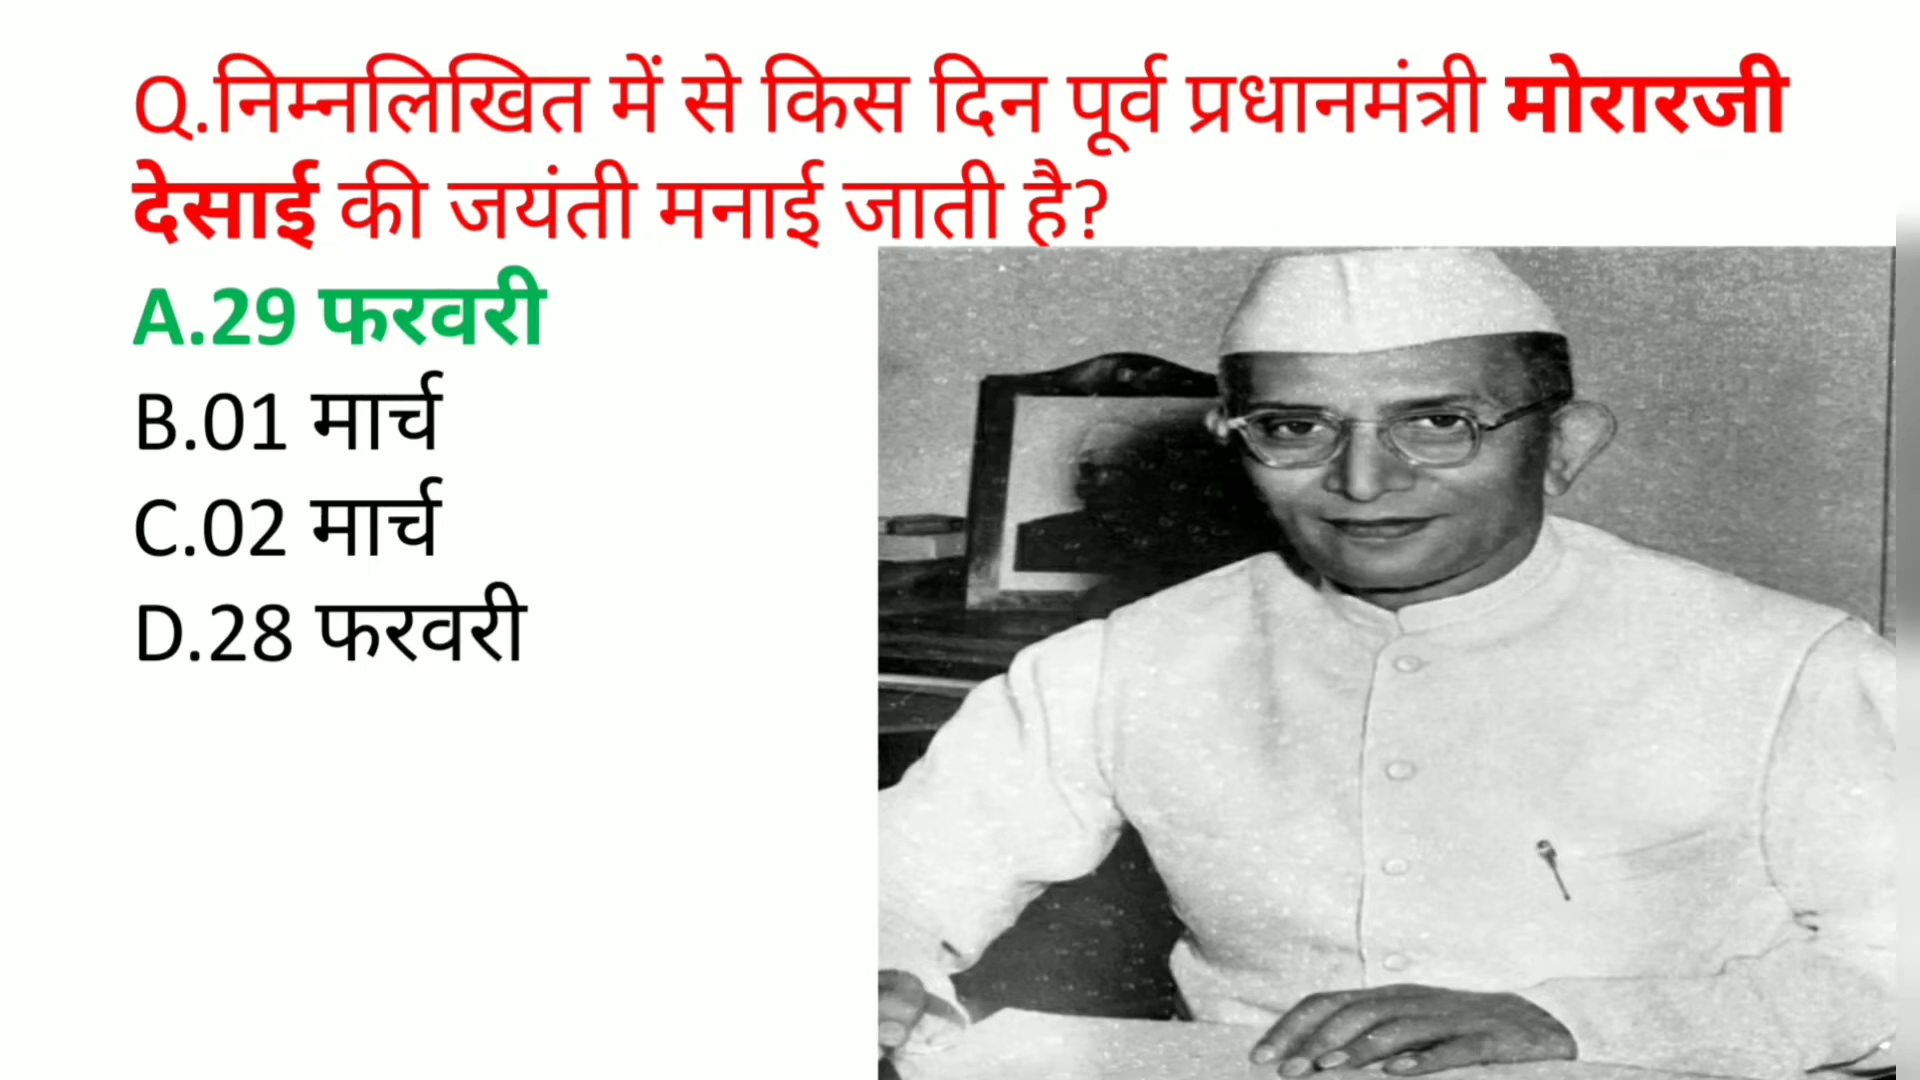 Q.निम्नलिखित में से किस दिन पूर्व प्रधानमंत्री मोरारजी
देसाई की जयंती मनाई जाती है?
A.29 फरवरी
B.01 मार्च
C.02 मार्च
D.28 फरवरी